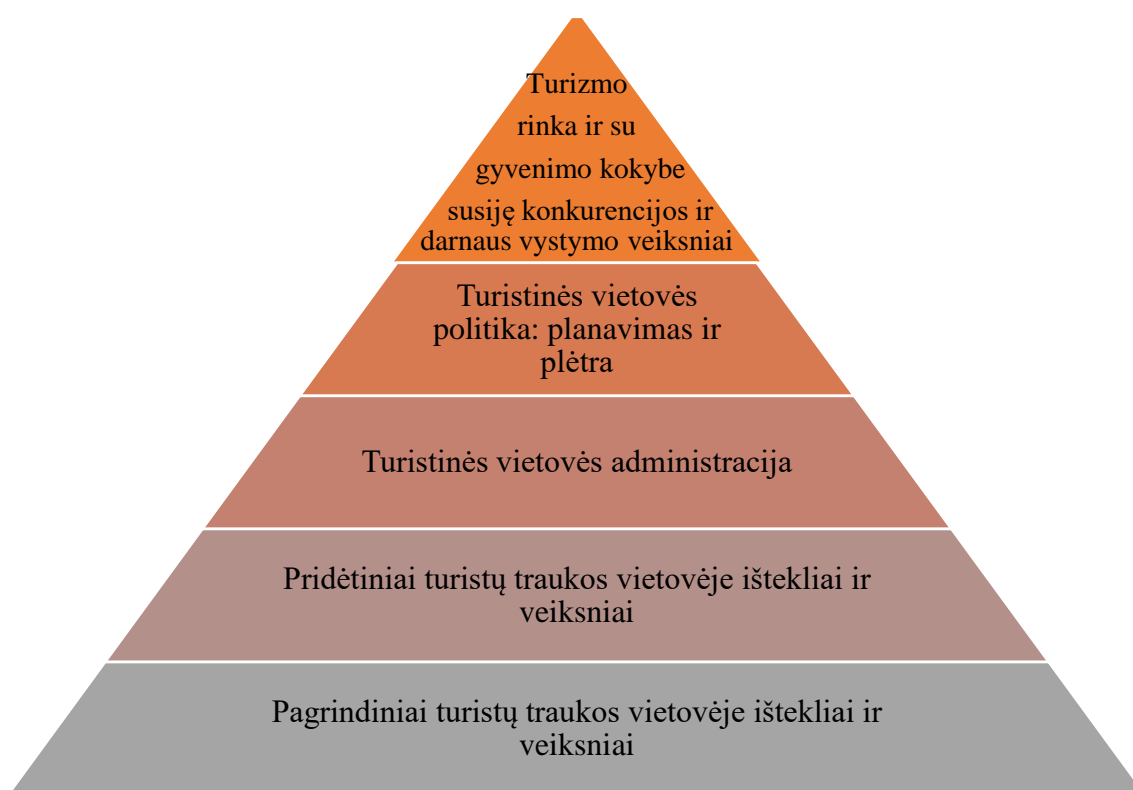 Turizmo
rinka ir su
gyvenimo kokybe
susiję konkurencijos ir
darnaus vystymo veiksniai
Turistinės vietovės
politika: planavimas ir
plėtra
Turistinės vietovės administracija
Pridėtiniai turistų traukos vietovėje ištekliai ir
veiksniai
Pagrindiniai turistų traukos vietovėje ištekliai ir
veiksniai